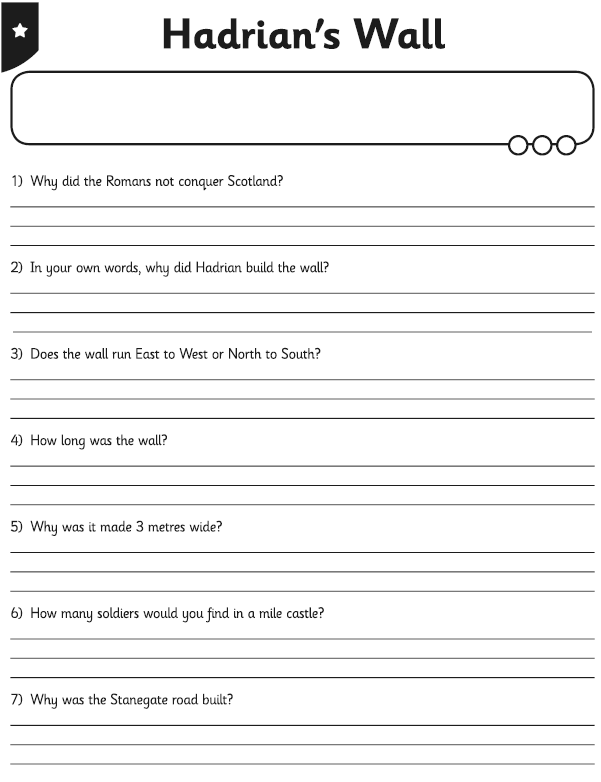 Hadrian's Wall
1) Why did the Romans not conquer Scotland?
2) In your own words, why did Hadrian build the wall?
3) Does the wall run East to West or North to South?
4) How long was the wall?
5) Why was it made 3 metres wide?
6) How many soldiers would you find in a mile castle?
7) Why was the Stanegate road built?